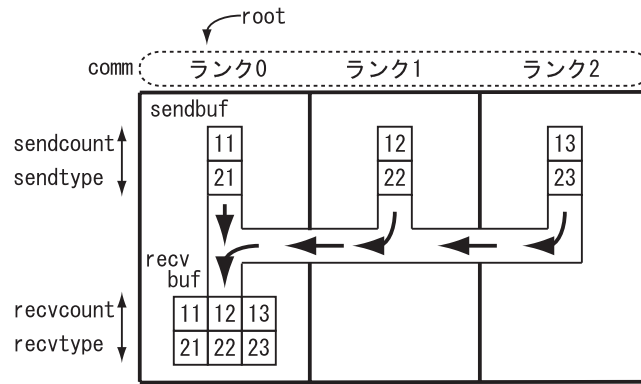 root
comm
ランク0 ランク1 ランク2
sendbuf
sendcount
sendtype
11 12 13
21 22 23
recv
buf
recvcount
recvtype
11 12 13
21 22 23